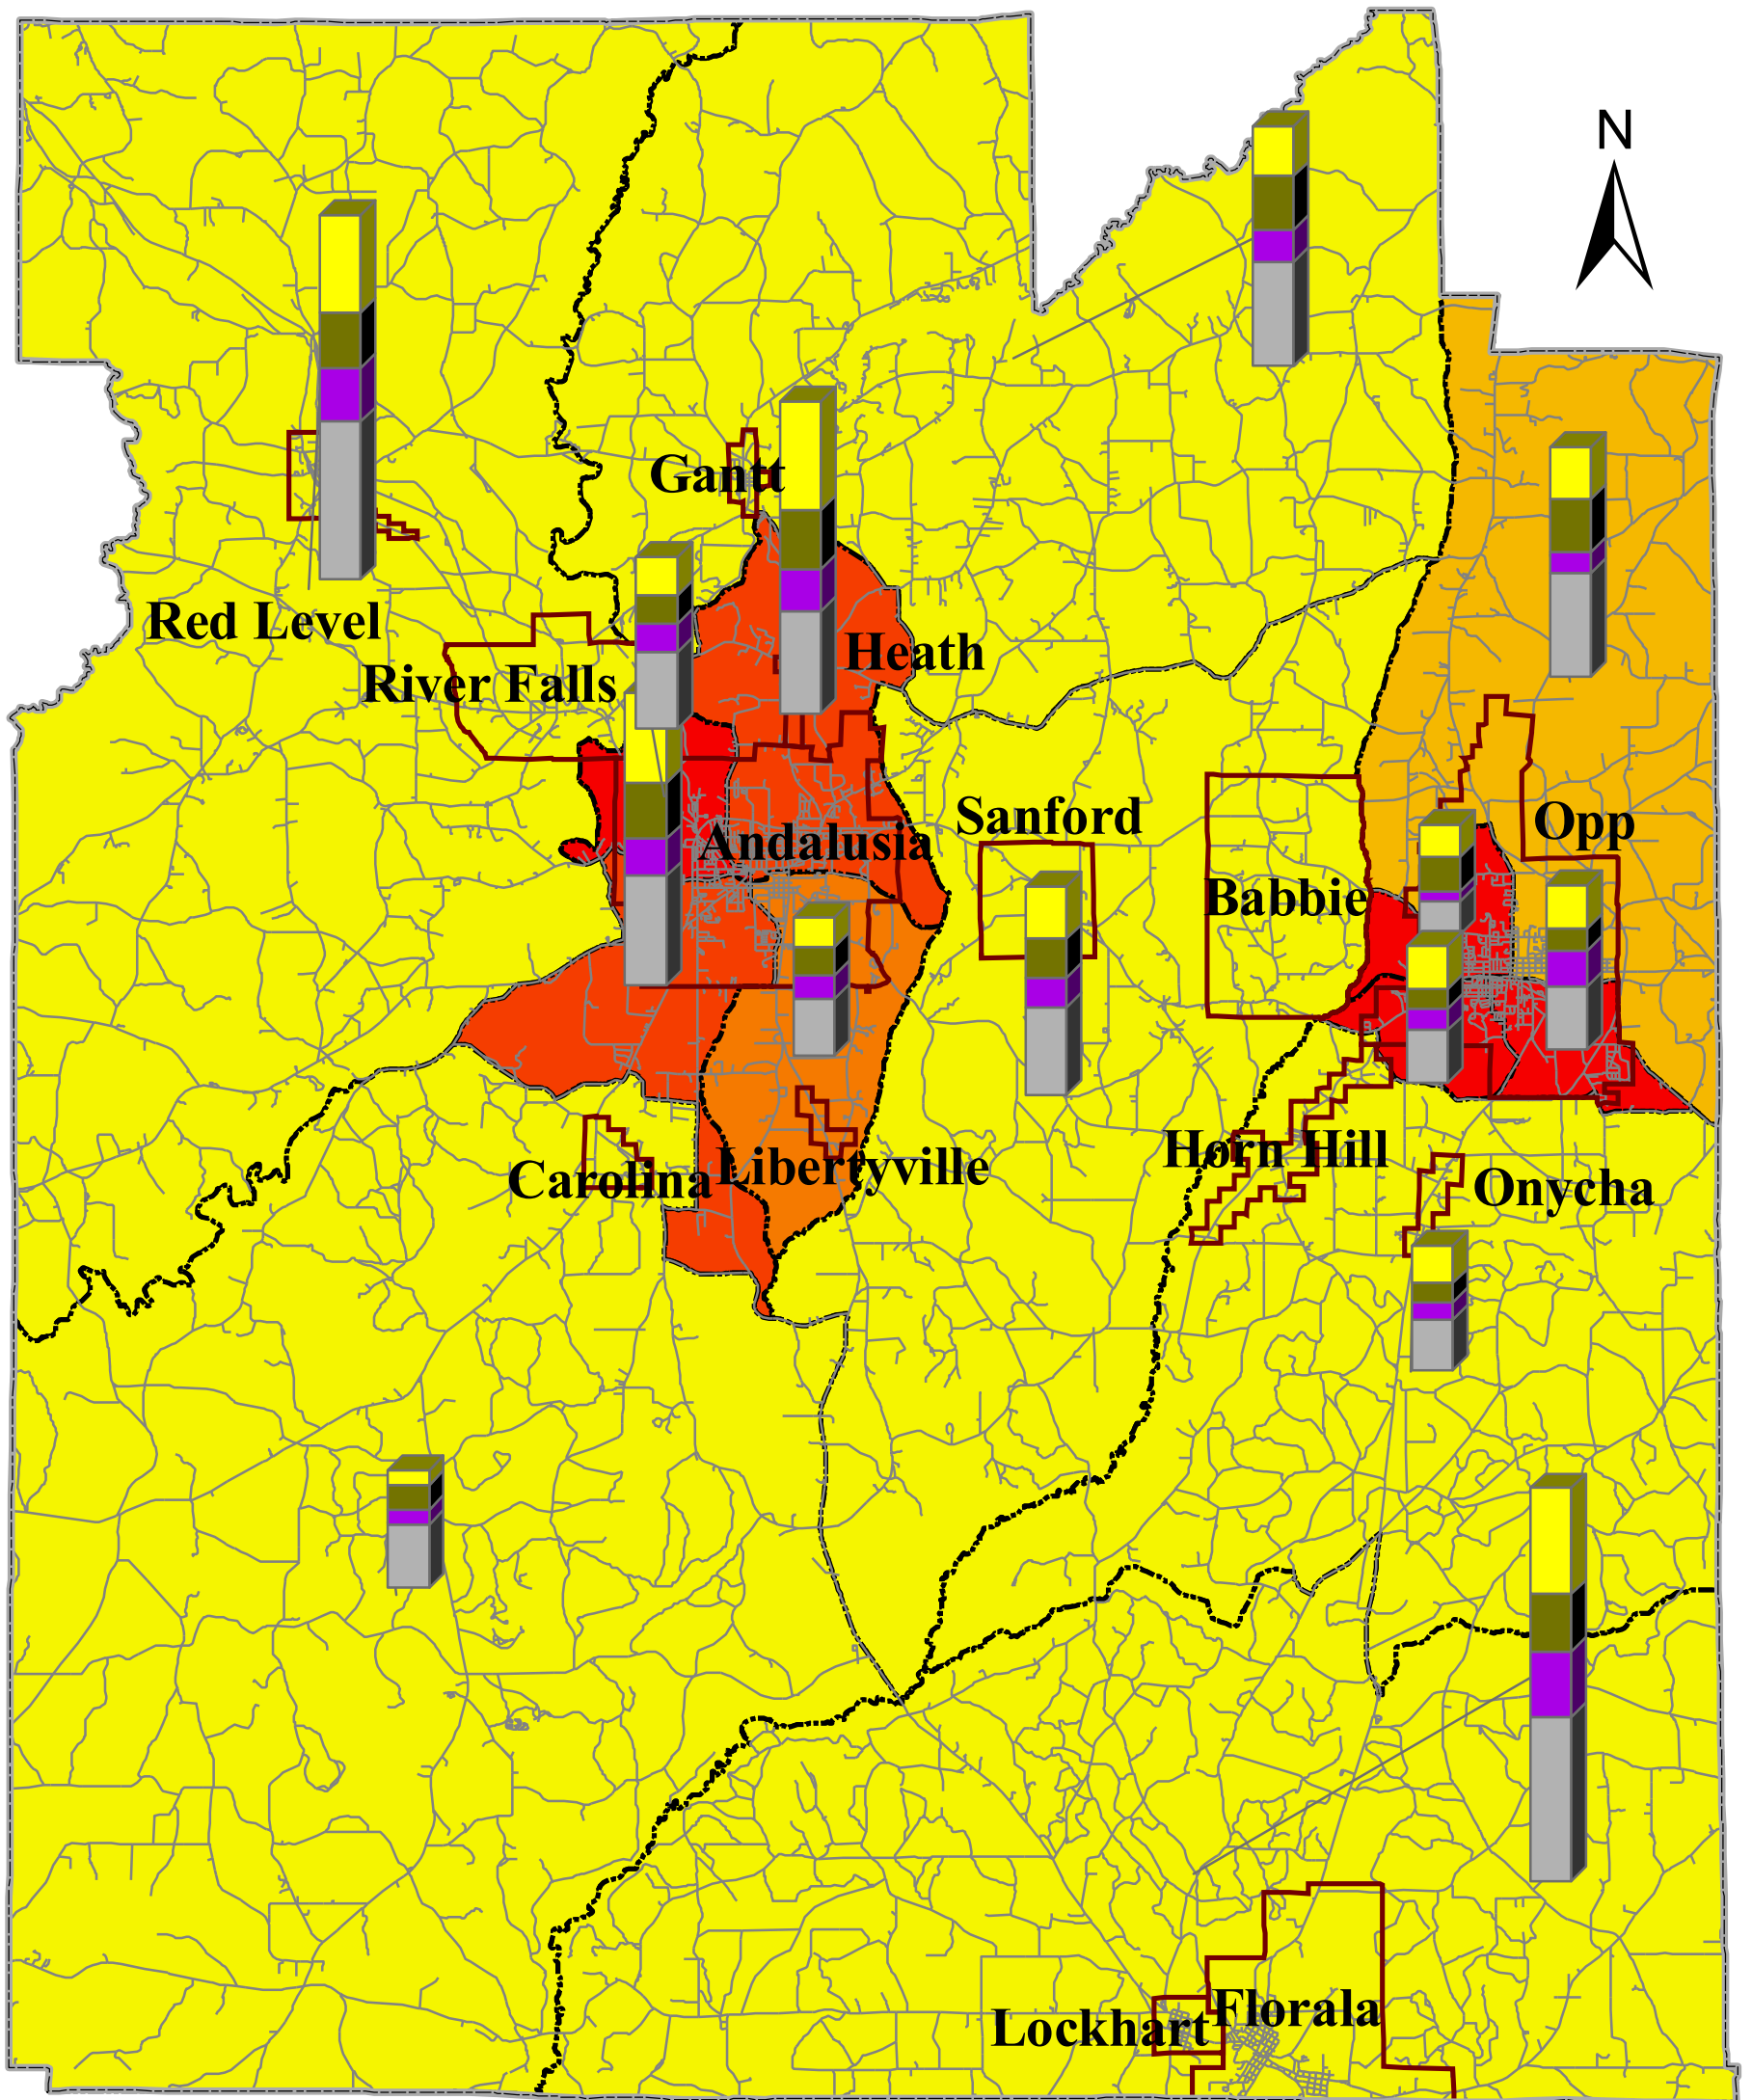 N
Gantt
Red Level
Heath
River Falls
Sanford
Opp
Andalusia
Babbie
Horn Hill
Libertyville
Carolina
Onycha
Florala
Lockhart